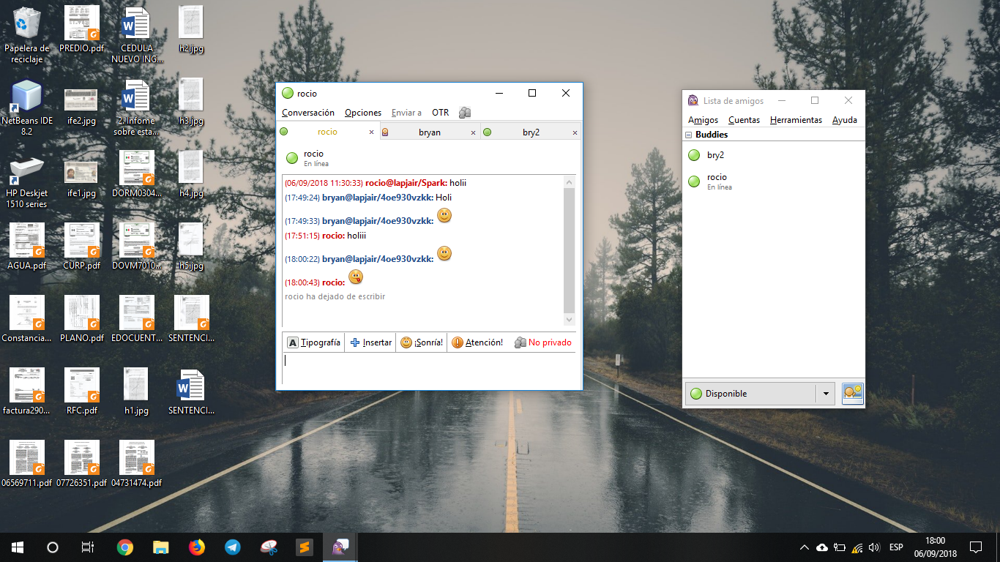 Papelera de
reciclaje
PREDIO.pdf
CEDULA
NUEVO ING...
h2.jpg
NetBeans IDE
8.2
ife2.jpg
2. Infome
sobre esta...
h3.jpg
HP Deskjet
1510 series
ife1.jpg
DORM0304...
h4.jpg
AGUA.pdf
CURP.pdf
DOVM7010...
h5.jpg
Constancia...
PLANO.pdf
EDOCUENT...
SENTENCI...
factura290...
RFC.pdf
h1.jpg
SENTENCI...
06569711.pdf
07726351.pdf
04731474.pdf
rocio
Conversación Opciones Enviar a OTR
rocio bryan bry2
rocio
En línea
(06/09/2018 11:30:33) rocio@lapjair/Spark: holii
(17:49:24) bryan@lapjair/4oe930vzkk: Holi
(17:49:33) bryan@lapjair/4oe930vzkk:
(17:51:15) rocio: holiii
(18:00:22) bryan@lapjair/4oe930vzkk:
(18:00:43) rocio:
rocio ha dejado de escribir
Tipografía Insertar ¡Sonría! Atención! No privado
Lista de amigos
Amigos Cuentas Herramientas Ayuda
Buddies
bry2
rocio
En línea
Disponible
ESP
18:00
06/09/2018